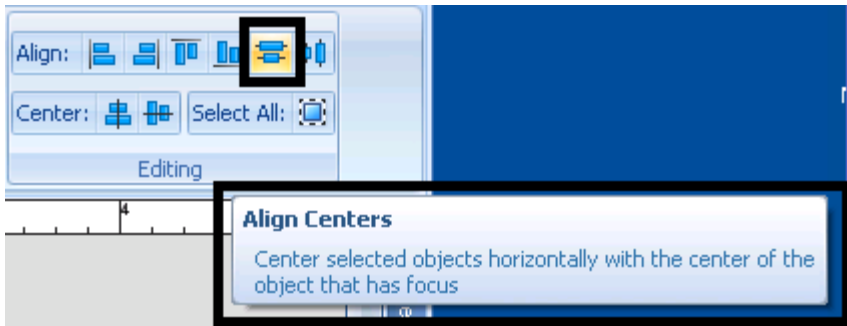 Align:
Center:
Select All:
Editing
4
Align Centers
Center selected objects horizontally with the center of the
object that has focus